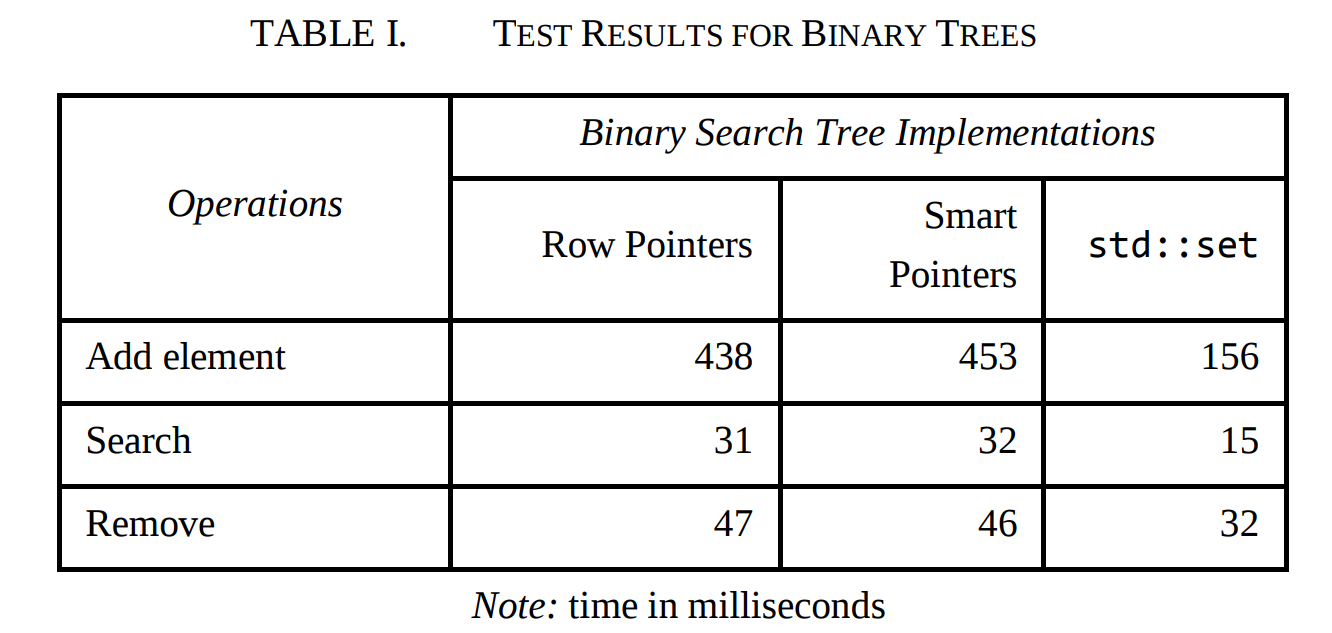 TABLE I. TEST RESULTS FOR BINARY TREES
Operations
Binary Search Tree Implementations
Row Pointers
Smart
Pointers
std::set
Add element 438 453 156
Search 31 32 15
Remove 47 46 32
Note: time in milliseconds